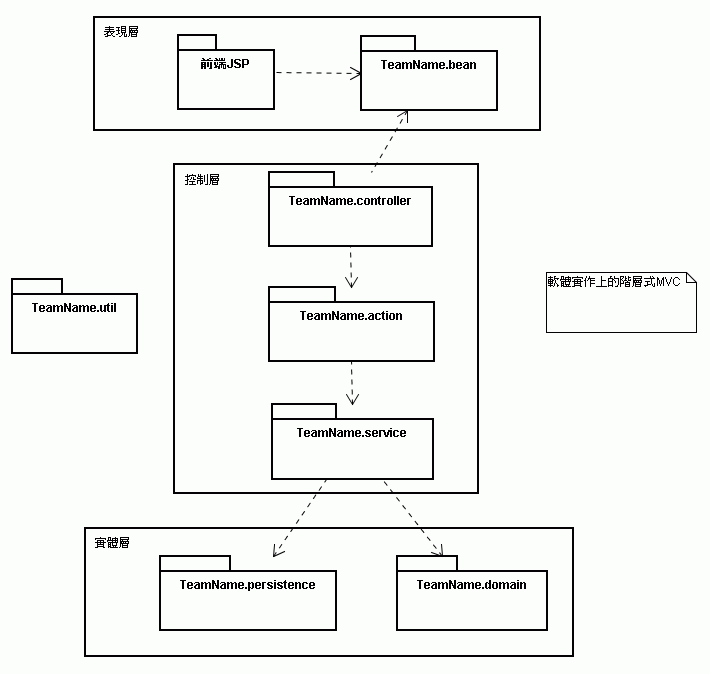 表現層
前端JSP
TeamName.bean
控制層
TeamName.controller
TeamName.util
軟體實作上的階層式MVC
TeamName.action
TeamName.service
實體層
TeamName.persistence
TeamName.domain